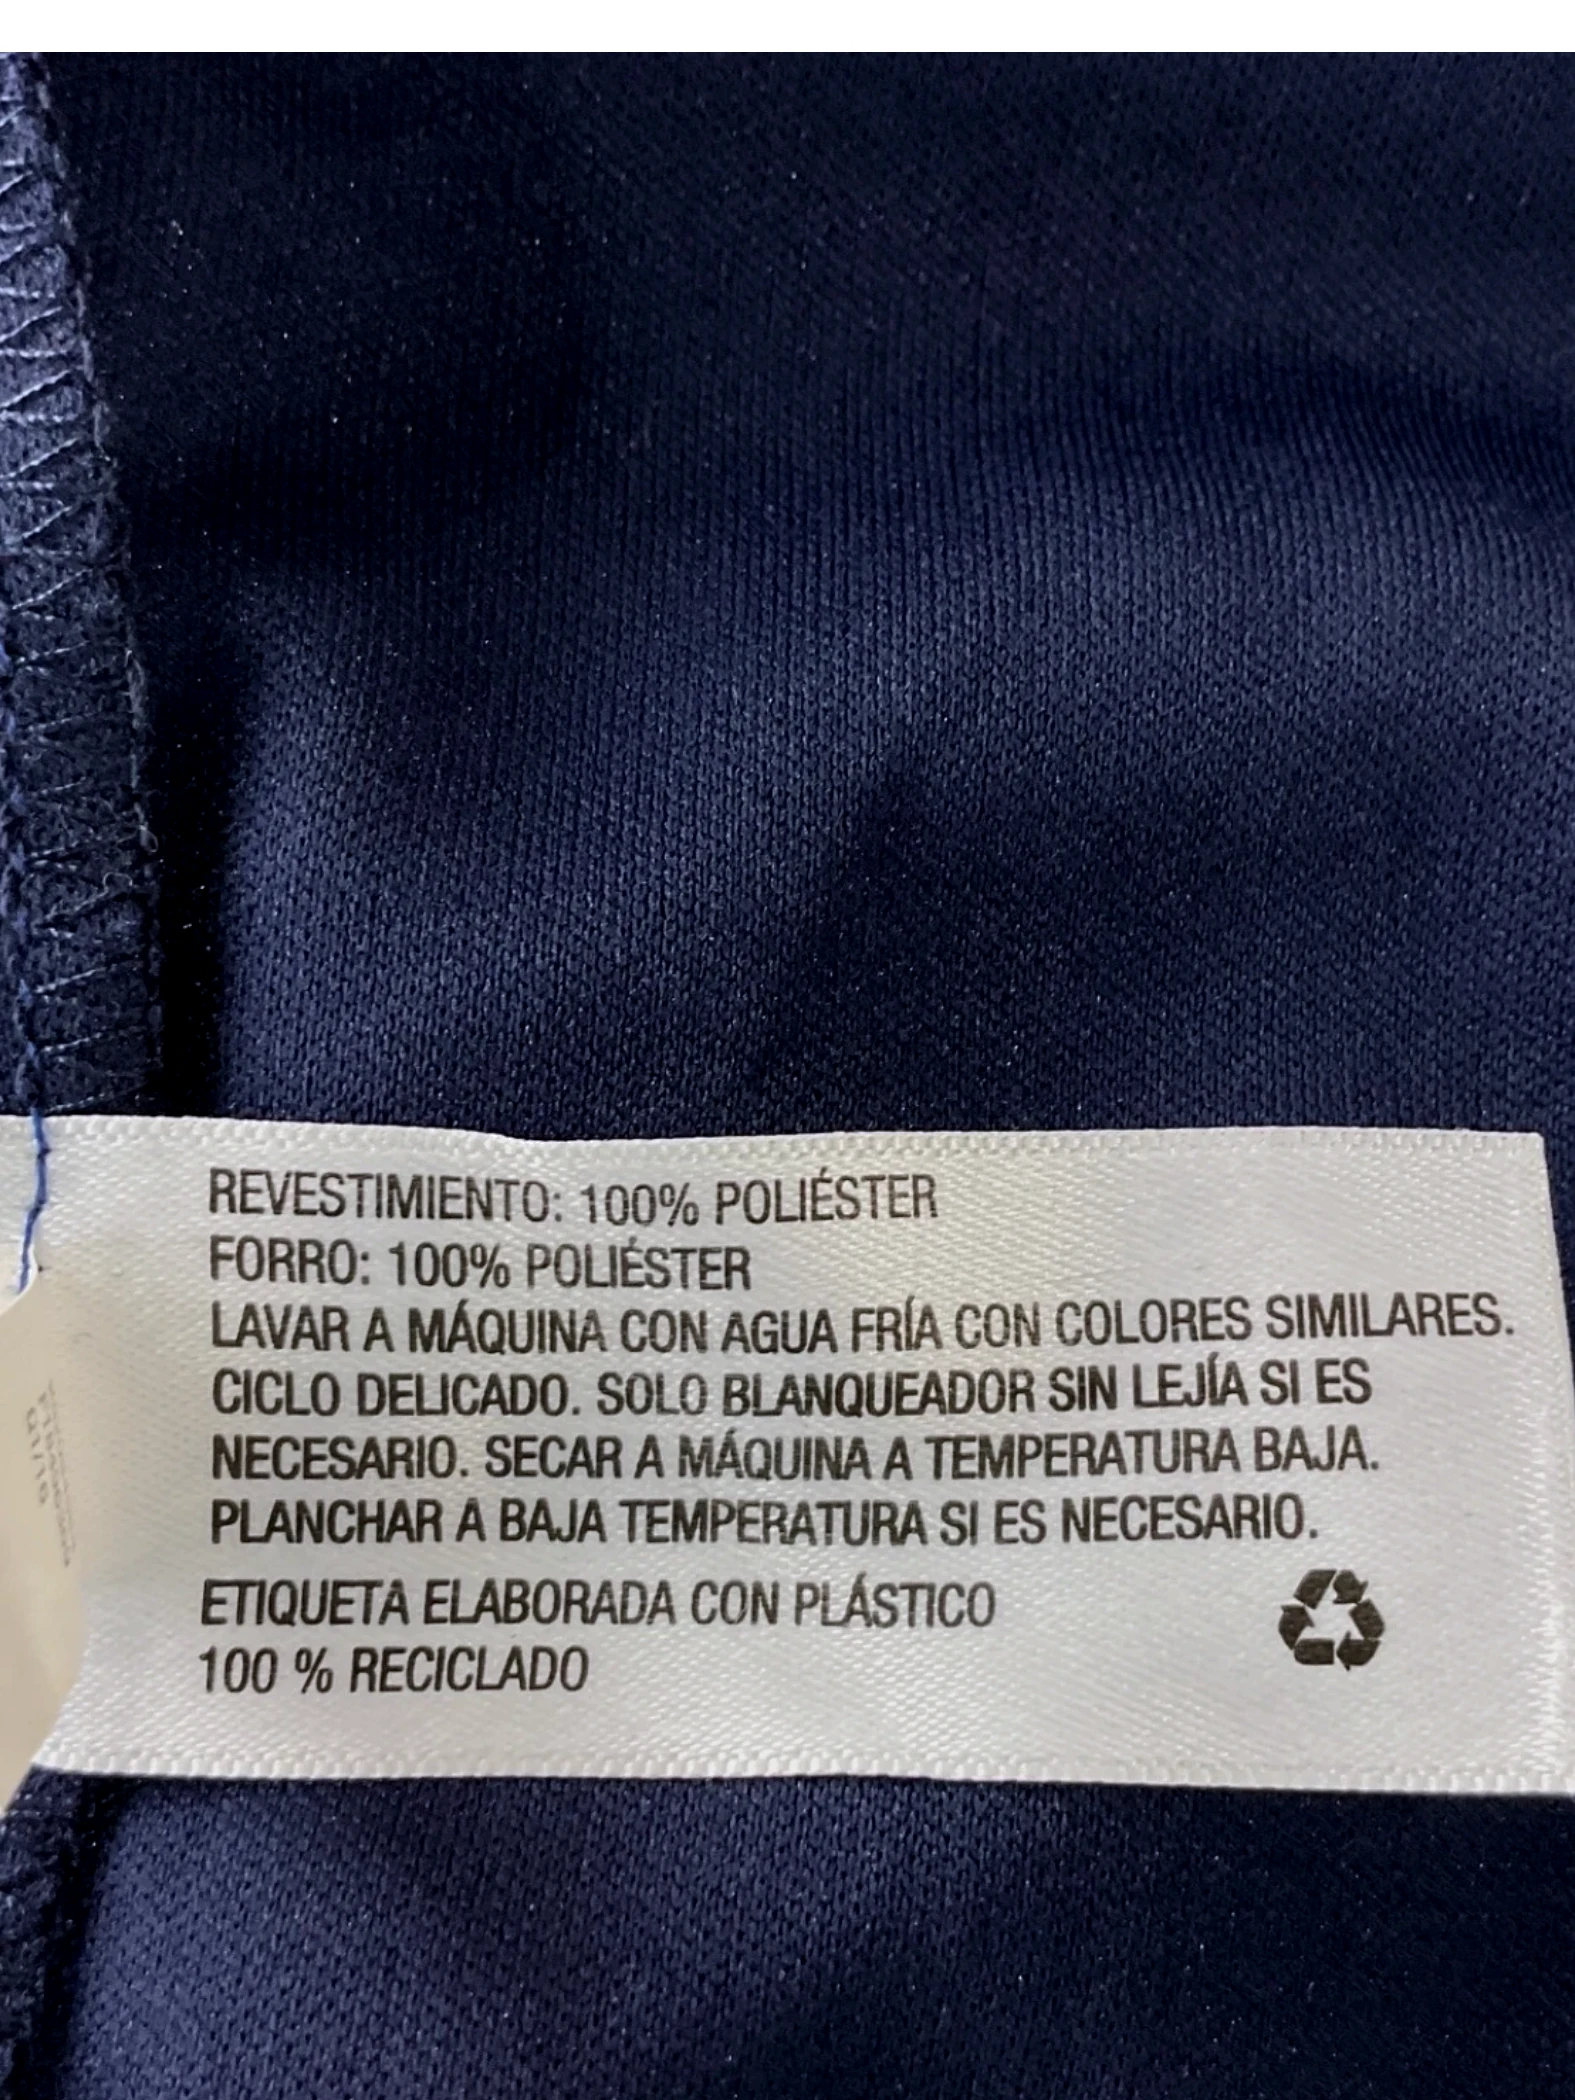 REVESTIMIENTO: 100% POLIÉSTER
FORRO: 100% POLIÉSTER
LAVAR A MÁQUINA CON AGUA FRÍA CON COLORES SIMILARES.
CICLO DELICADO. SOLO BLANQUEADOR SIN LEJÍA SI ES
NECESARIO. SECAR A MÁQUINA A TEMPERATURA BAJA.
PLANCHAR A BAJA TEMPERATURA SI ES NECESARIO.
ETIQUETA ELABORADA CON PLÁSTICO
100 % RECICLADO